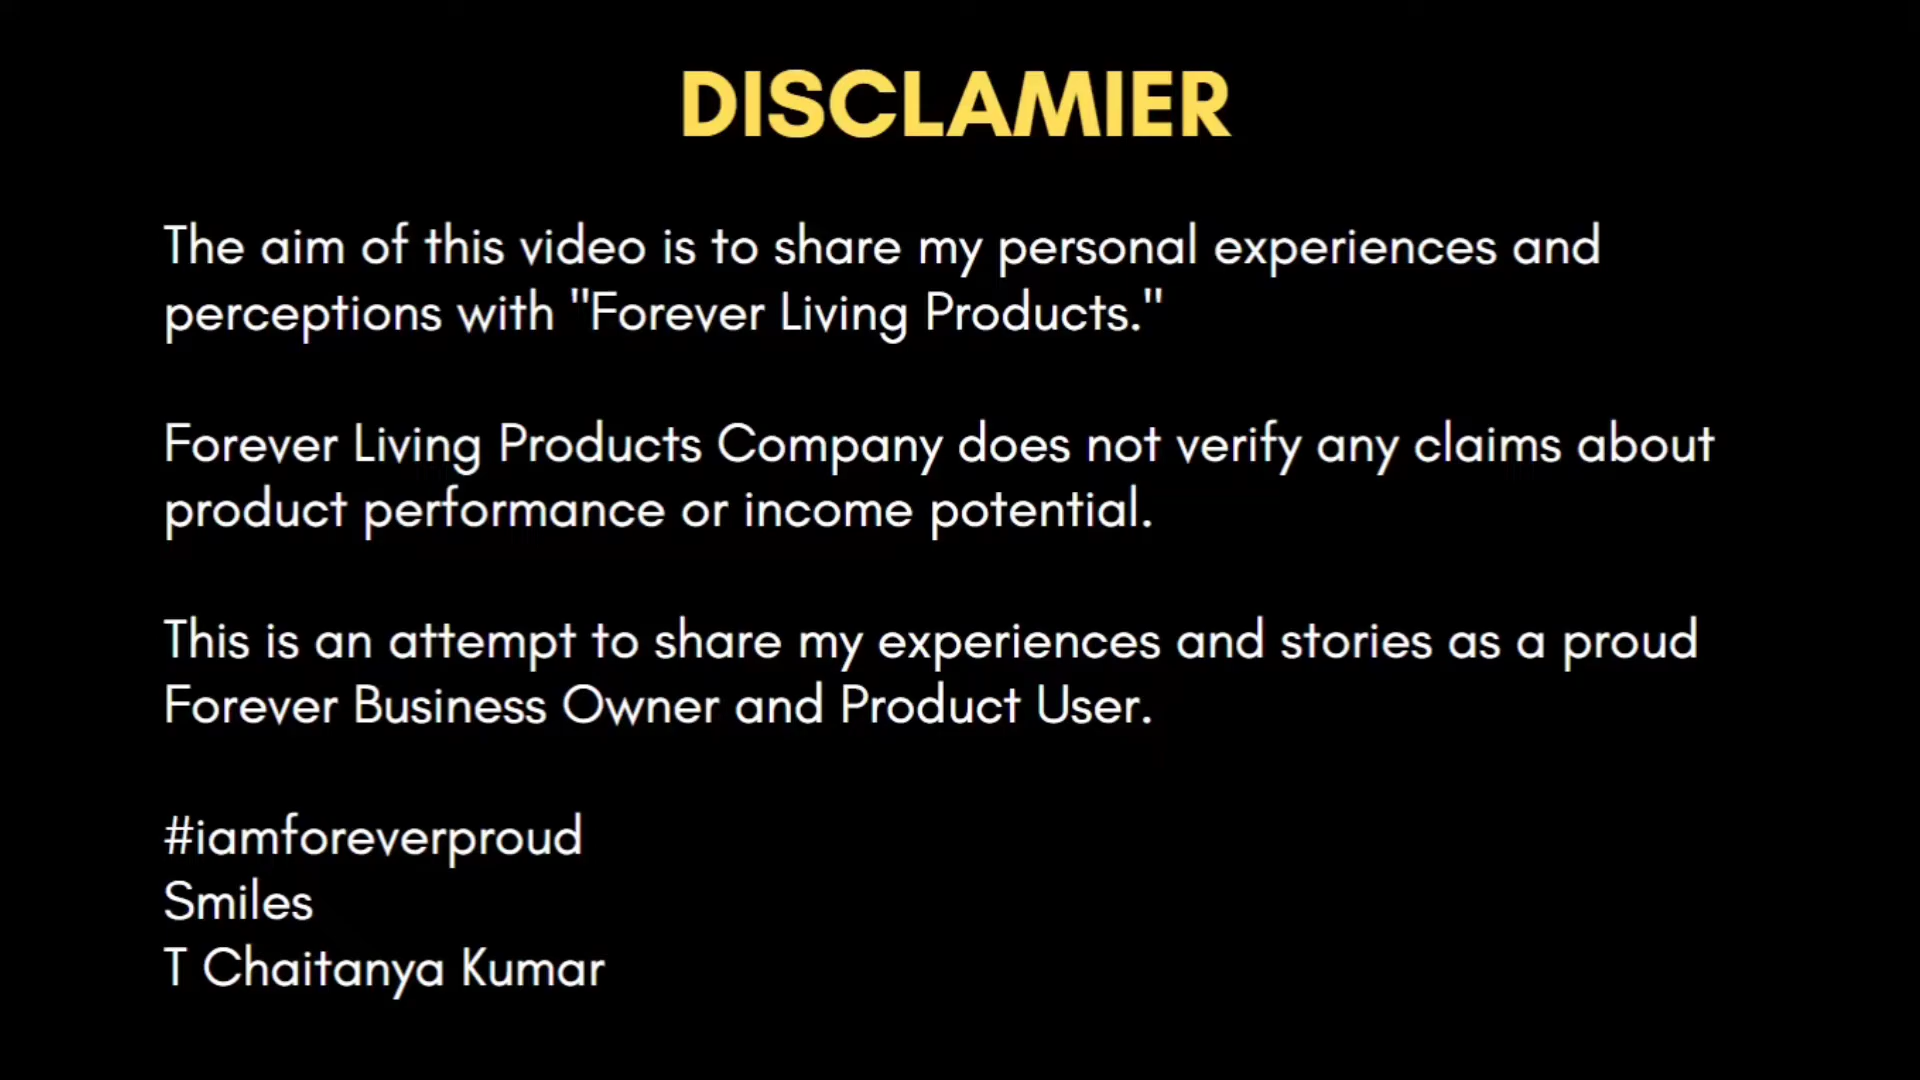 DISCLAMIER
The aim of this video is to share my personal experiences and
perceptions with "Forever Living Products."
Forever Living Products Company does not verify any claims about
product performance or income potential.
This is an attempt to share my experiences and stories as a proud
Forever Business Owner and Product User.
#iamforeverproud
Smiles
T Chaitanya Kumar